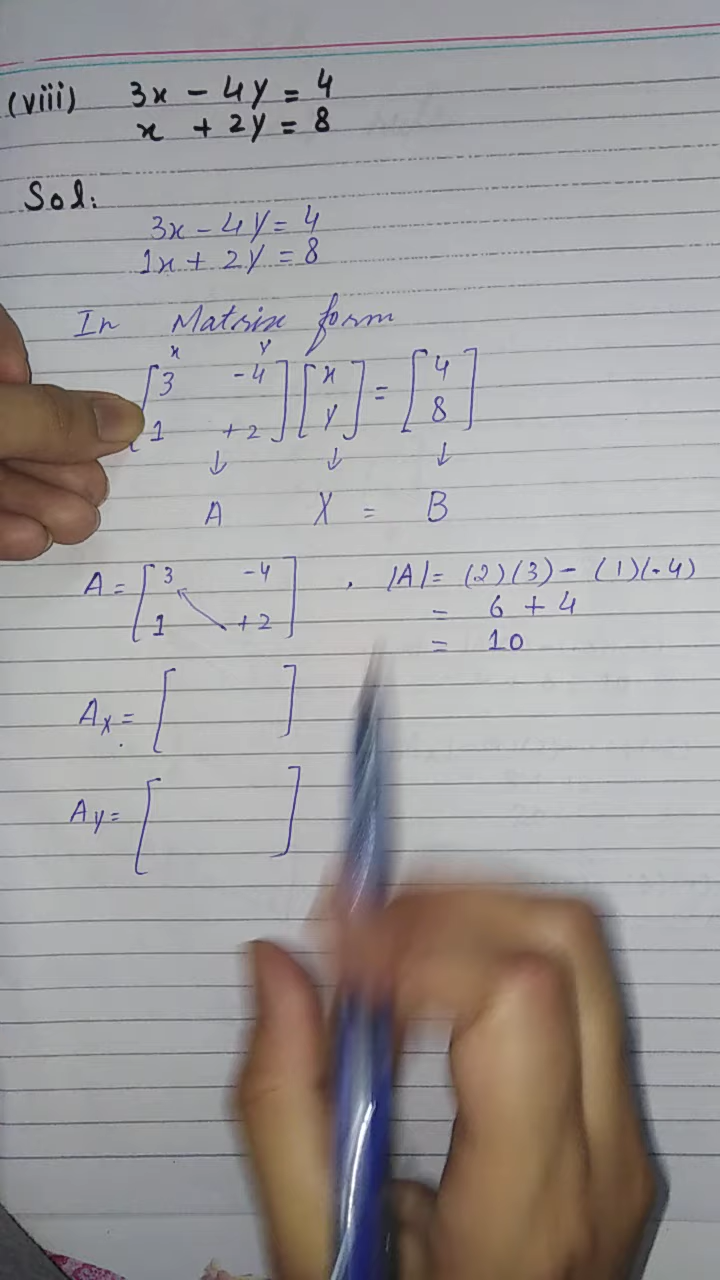 (viii) 3x - 4y = 4
x + 2y = 8
Sol:
3x - 4y = 4
1x + 2y = 8
In Matrix form
x y
[3 -4] [x] = [4]
[1 +2] [y] [8]
↓ ↓ ↓
A X = B
A = [3 -4] , |A| = (2)(3) - (1)(-4)
[1 +2] = 6 + 4
= 10
Ax = [ ]
Ay = [ ]